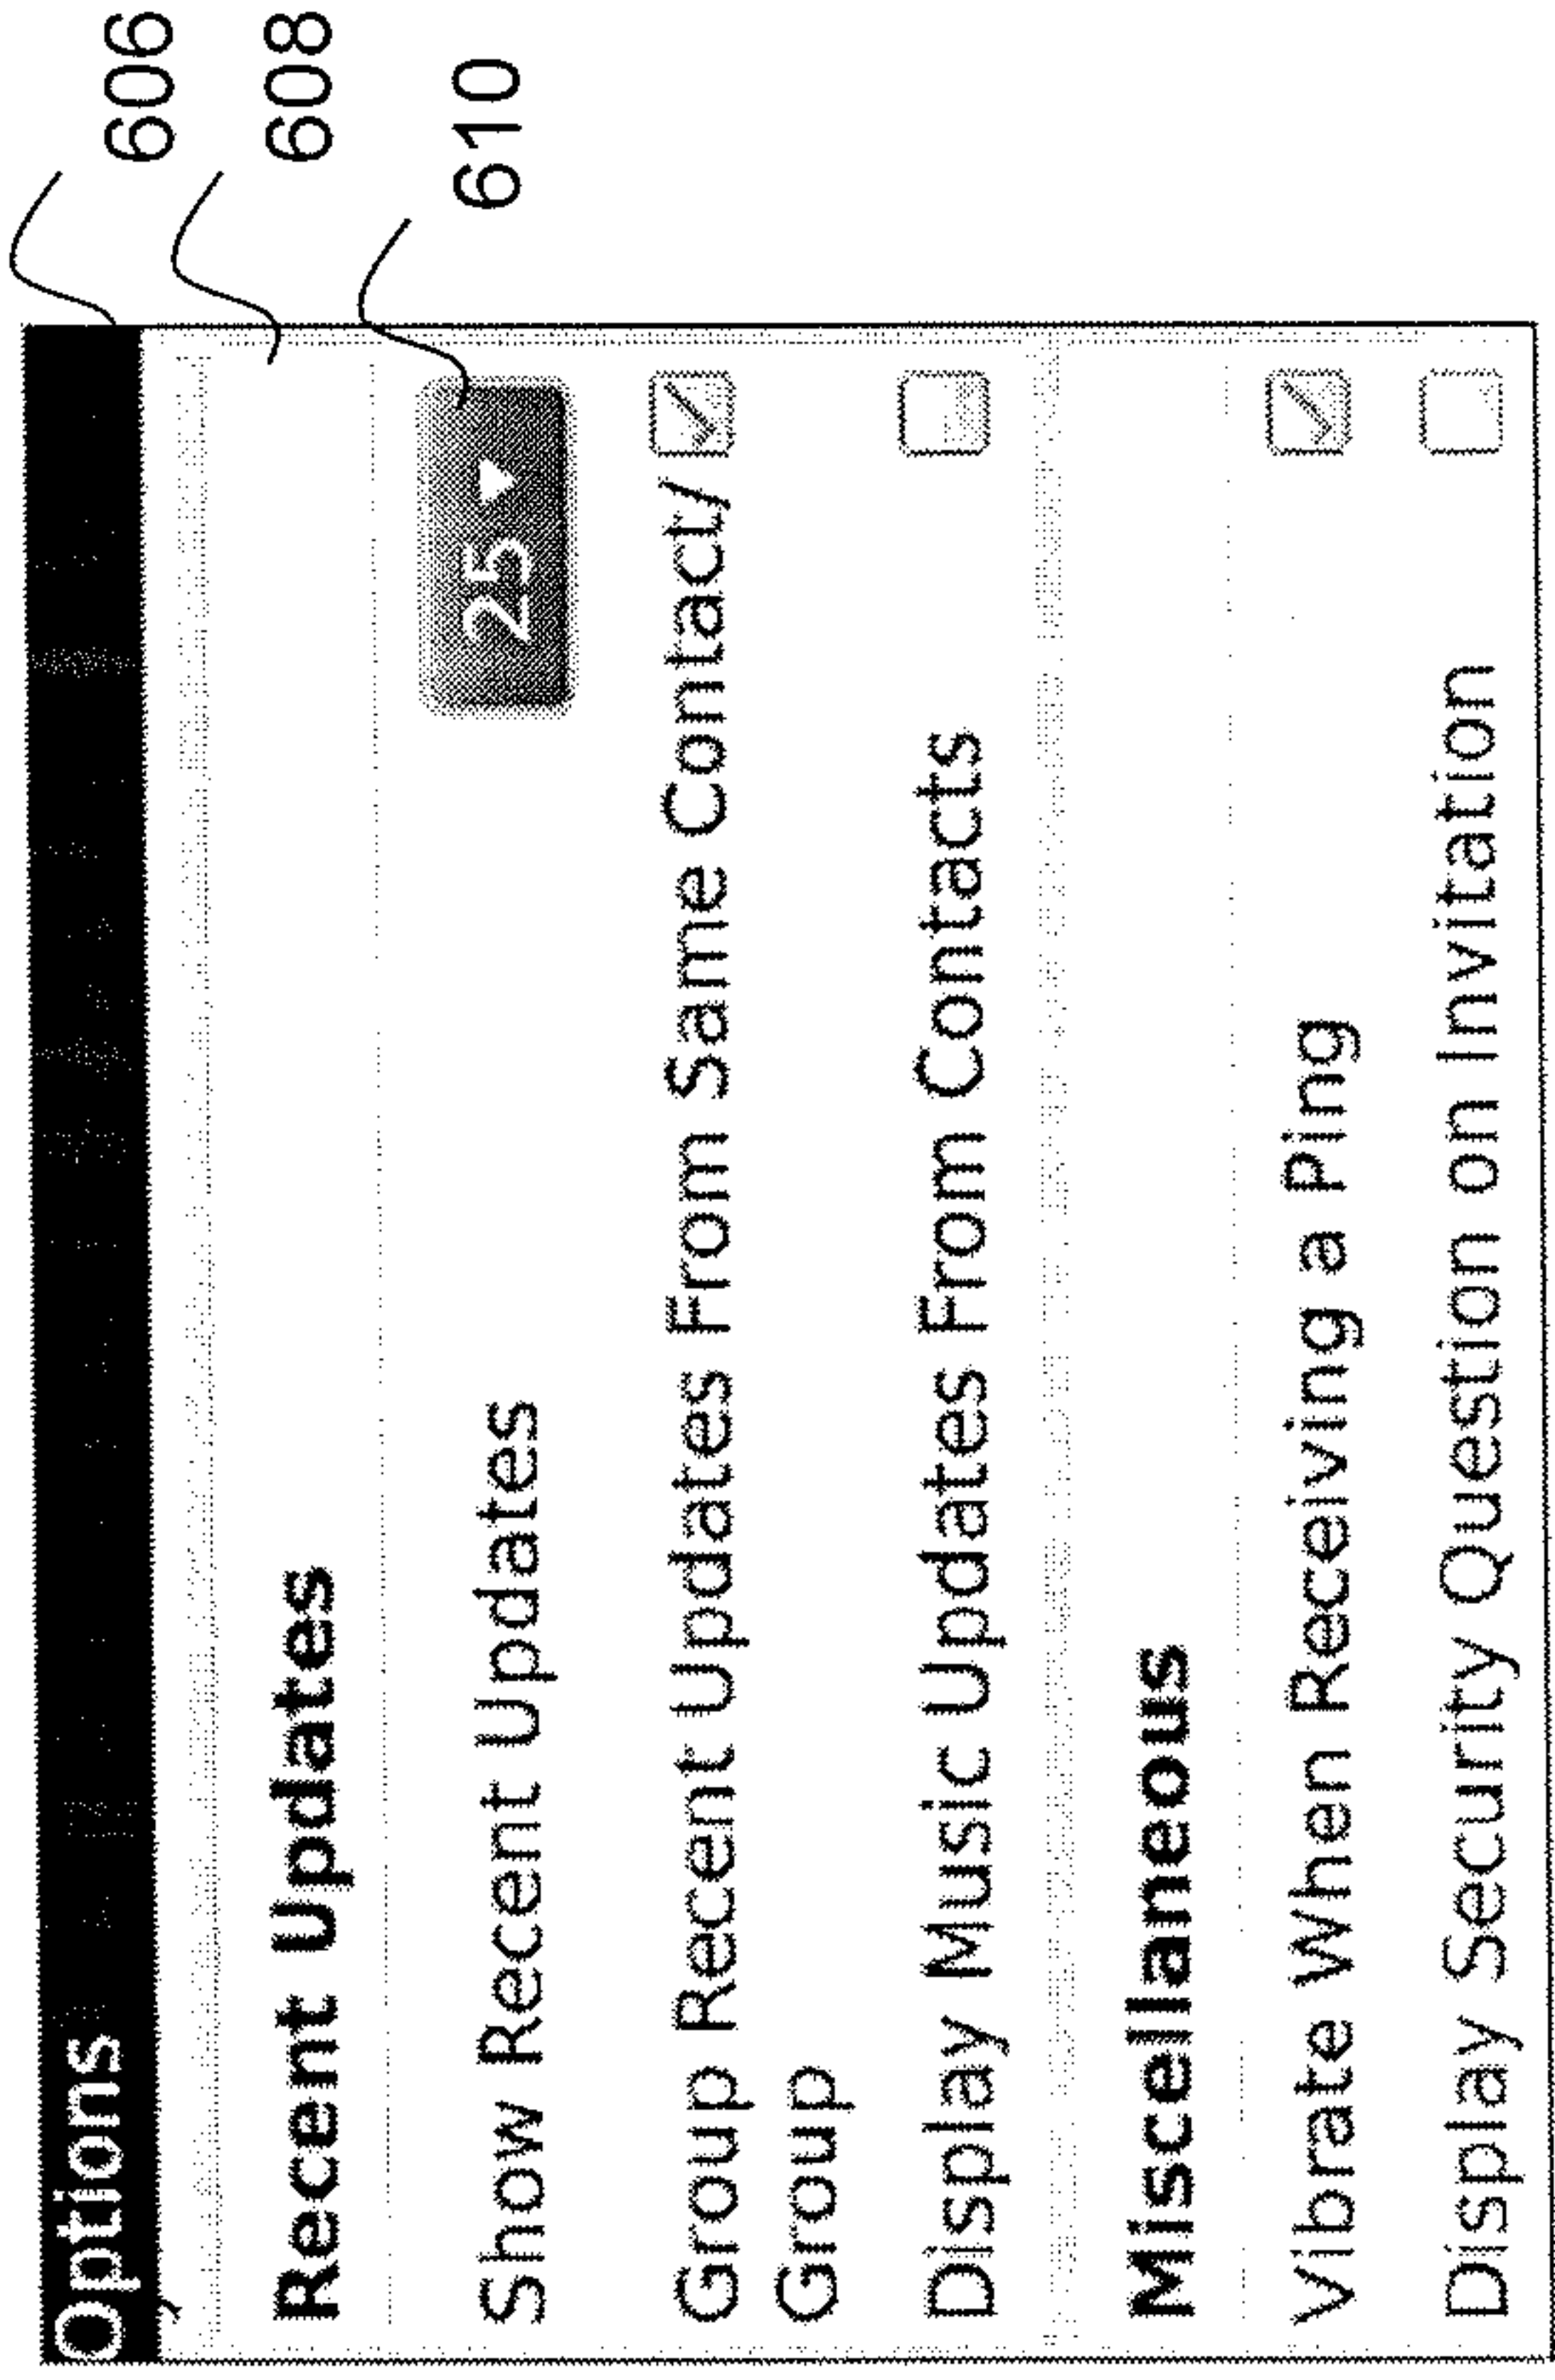 Options
Recent Updates
Show Recent Updates 25
Group Recent Updates From Same Contact/
Group
Display Music Updates From Contacts
Miscellaneous
Vibrate When Receiving a Ping
Display Security Question on Invitation
606
608
610